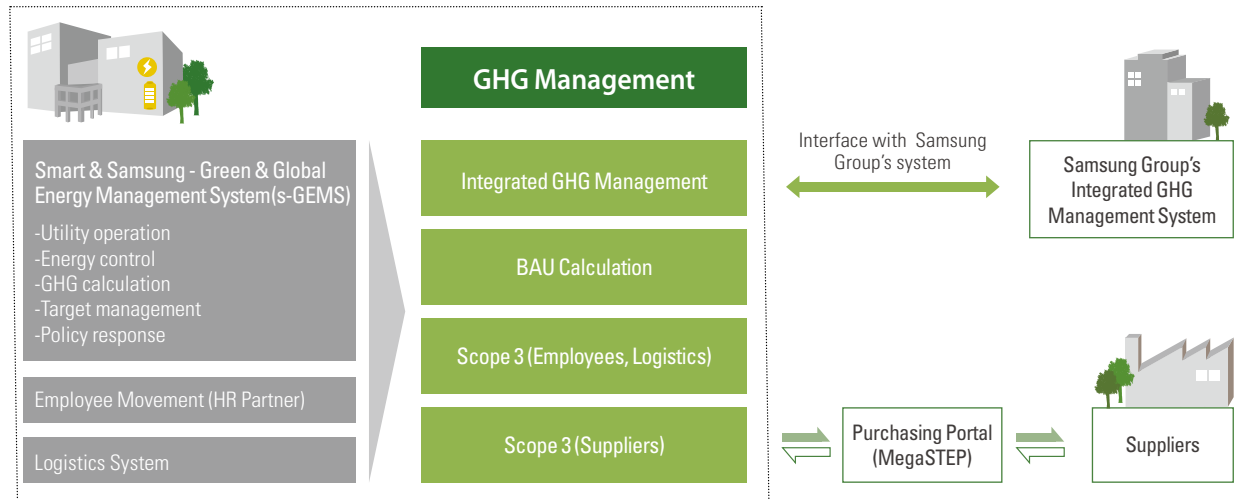 GHG Management
Smart & Samsung - Green & Global
Energy Management System(s-GEMS)
-Utility operation
-Energy control
-GHG calculation
-Target management
-Policy response
Employee Movement (HR Partner)
Logistics System
Integrated GHG Management
BAU Calculation
Scope 3 (Employees, Logistics)
Scope 3 (Suppliers)
Interface with Samsung
Group's system
Samsung Group's
Integrated GHG
Management System
Purchasing Portal
(MegaSTEP)
Suppliers